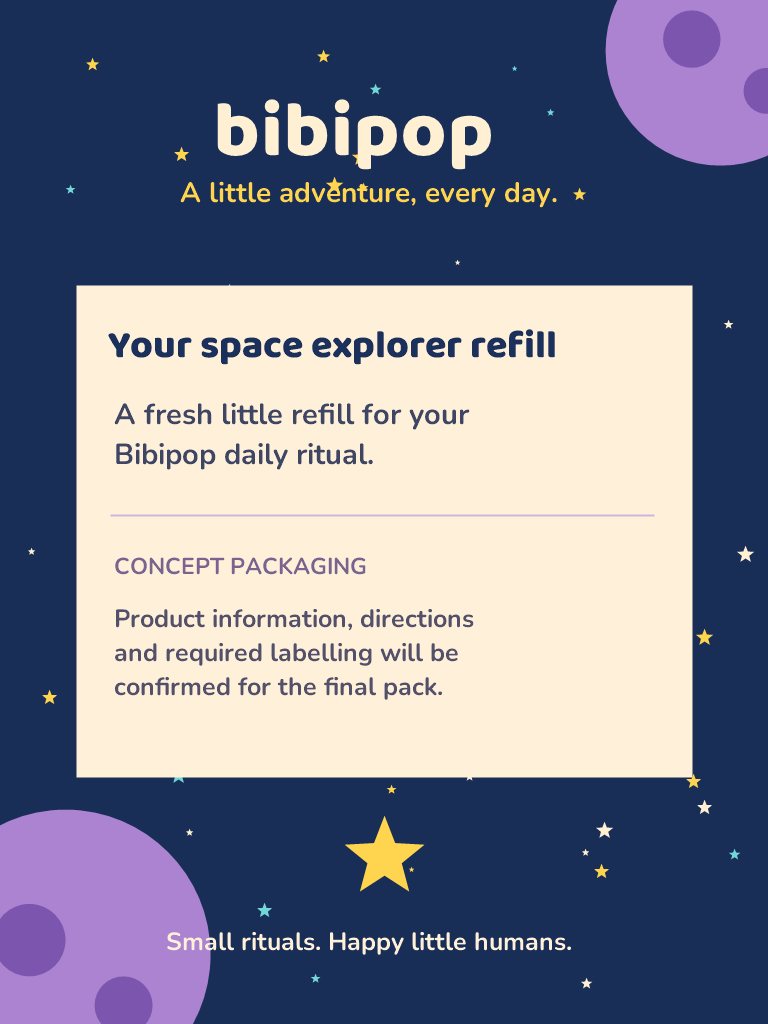 bibipop
A little adventure, every day.
Your space explorer refill
A fresh little refill for your
Bibipop daily ritual.
CONCEPT PACKAGING
Product information, directions
and required labelling will be
confirmed for the final pack.
Small rituals. Happy little humans.